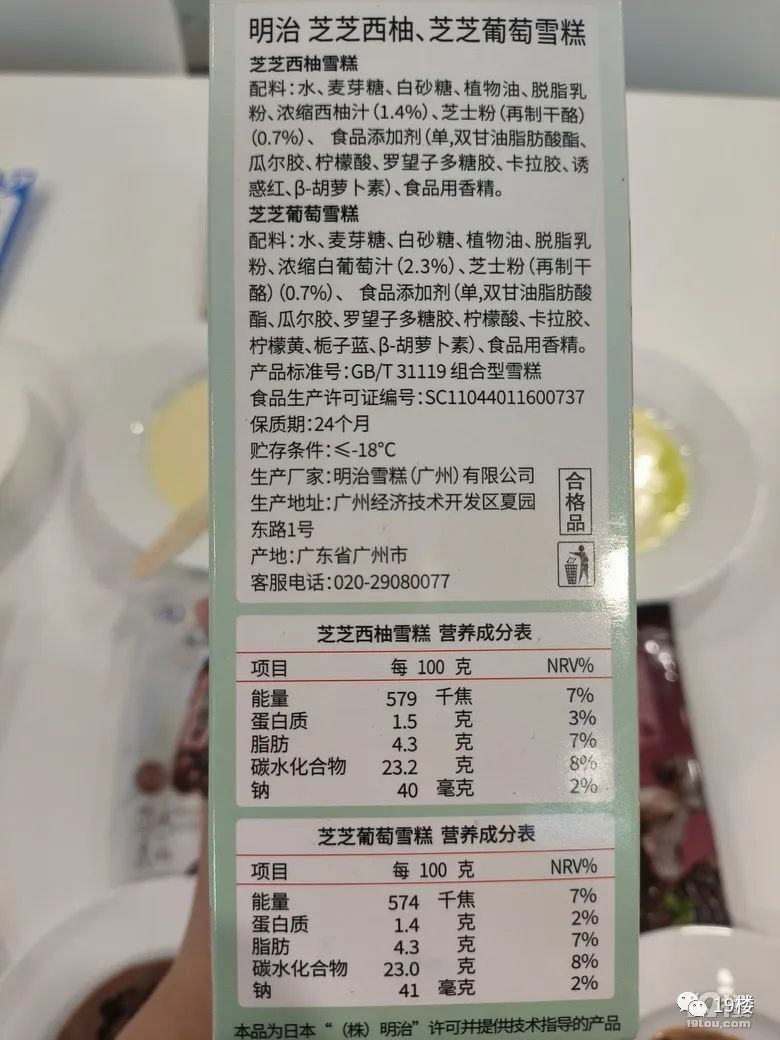 明治 芝芝西柚、芝芝葡萄雪糕
芝芝西柚雪糕
配料:水、麦芽糖、白砂糖、植物油、脱脂乳
粉、浓缩西柚汁(1.4%)、芝士粉(再制干酪)
(0.7%)、 食品添加剂(单,双甘油脂肪酸酯、
瓜尔胶、柠檬酸、罗望子多糖胶、卡拉胶、诱
惑红、β-胡萝卜素)、食品用香精。
芝芝葡萄雪糕
配料:水、麦芽糖、白砂糖、植物油、脱脂乳
粉、浓缩白葡萄汁(2.3%)、芝士粉(再制干
酪)(0.7%)、 食品添加剂(单,双甘油脂肪酸
酯、瓜尔胶、罗望子多糖胶、柠檬酸、卡拉胶、
柠檬黄、栀子蓝、β-胡萝卜素)、食品用香精。
产品标准号:GB/T 31119 组合型雪糕
食品生产许可证编号:SC11044011600737
保质期:24个月
贮存条件:≤-18°C
生产厂家:明治雪糕(广州)有限公司
生产地址:广州经济技术开发区夏园
东路1号
产地:广东省广州市
客服电话:020-29080077
合格品
芝芝西柚雪糕 营养成分表
项目 每 100 克 NRV%
能量 579 千焦 7%
蛋白质 1.5 克 3%
脂肪 4.3 克 7%
碳水化合物 23.2 克 8%
钠 40 毫克 2%
芝芝葡萄雪糕 营养成分表
项目 每 100 克 NRV%
能量 574 千焦 7%
蛋白质 1.4 克 2%
脂肪 4.3 克 7%
碳水化合物 23.0 克 8%
钠 41 毫克 2%
本品为日本“(株)明治”许可并提供技术指导的产品
19楼
19lou.com